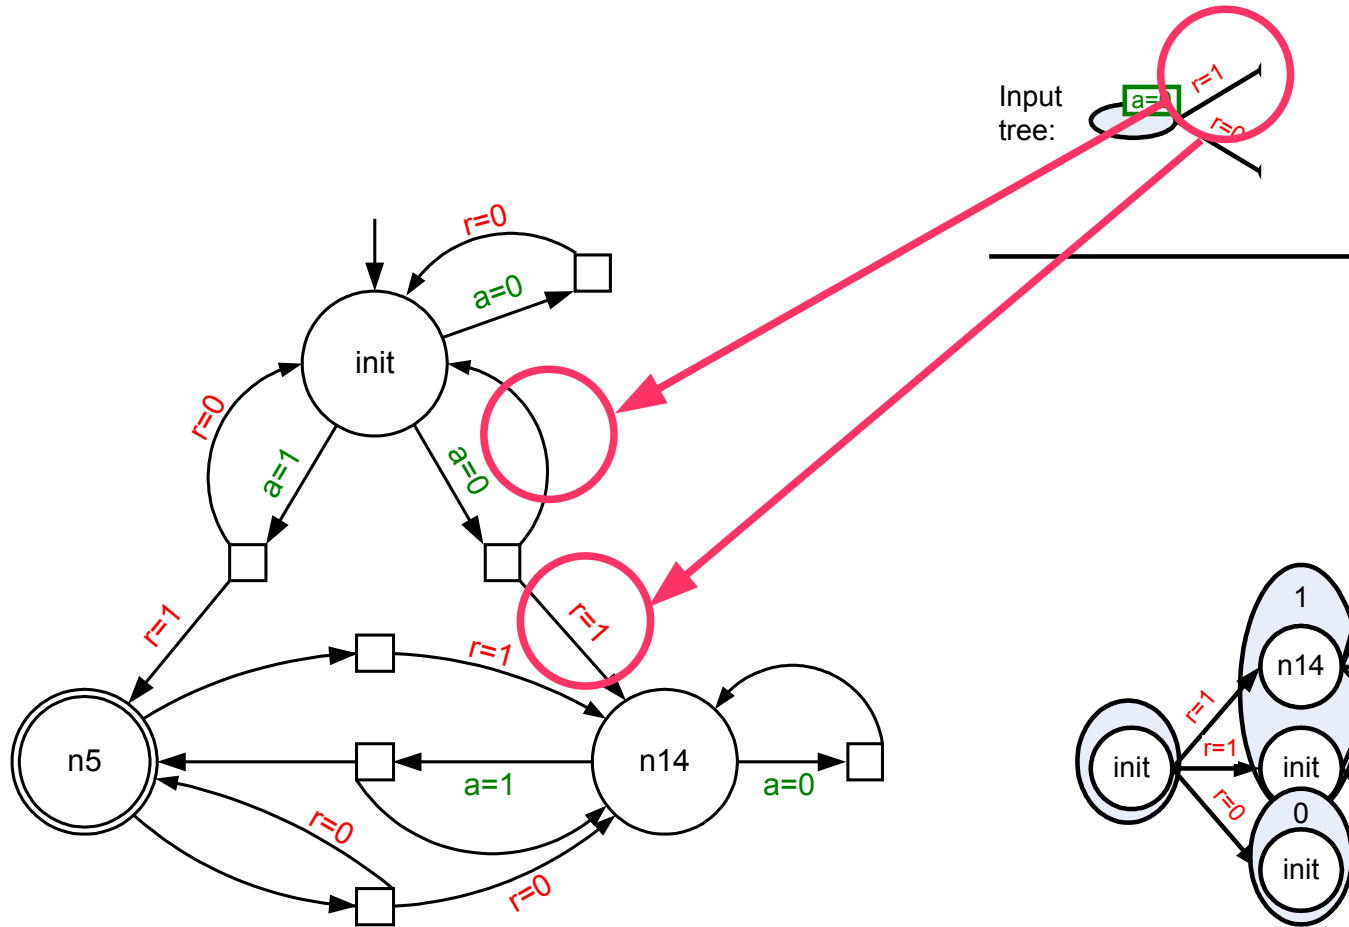 Input
tree:
a=0
r=1
r=0
r=0
a=0
init
r=0
a=1
a=0
r=1
r=1
r=1
n5
n14
a=1
a=0
r=0
r=0
1
n14
r=1
r=1
init
init
r=0
0
init